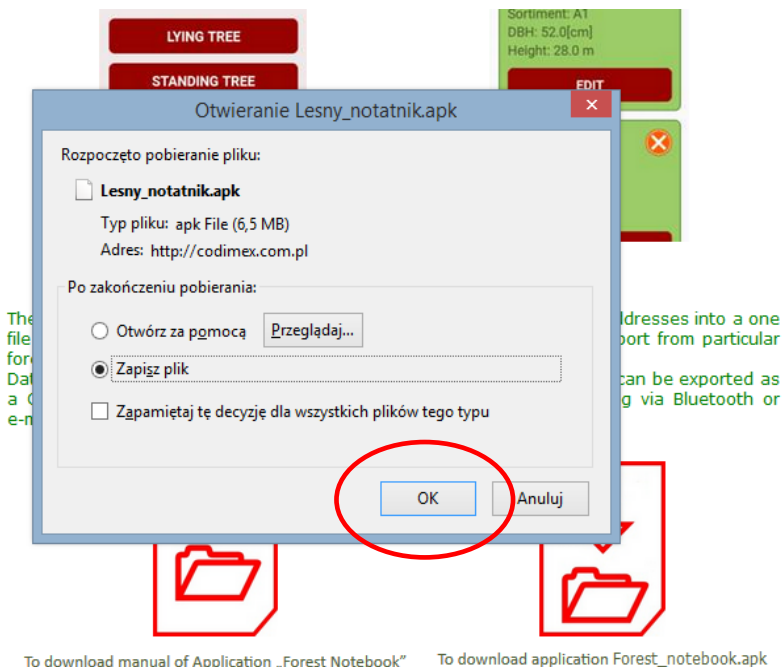 LYING TREE
STANDING TREE
Sortiment: A1
DBH: 52.0[cm]
Height: 28.0 m
EDIT
Otwieranie Lesny_notatnik.apk
Rozpoczęto pobieranie pliku:
Lesny_notatnik.apk
Typ pliku: apk File (6,5 MB)
Adres: http://codimex.com.pl
Po zakończeniu pobierania:
Otwórz za pomocą Przeglądaj...
Zapisz plik
Zapamiętaj tę decyzję dla wszystkich plików tego typu
OK Anuluj
The ddresses into a one
file port from particular
for
Dat can be exported as
a g via Bluetooth or
e-m
To download manual of Application „Forest Notebook”
To download application Forest_notebook.apk